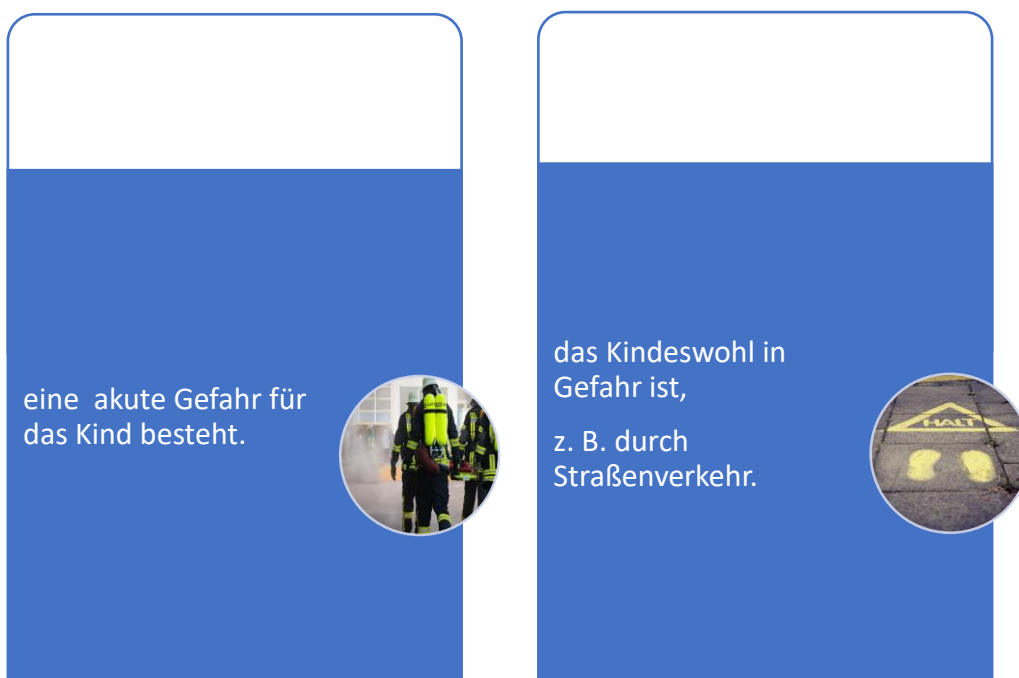 eine  akute Gefahr für
das Kind besteht.
das Kindeswohl in
Gefahr ist,
z. B. durch
Straßenverkehr.
HALT